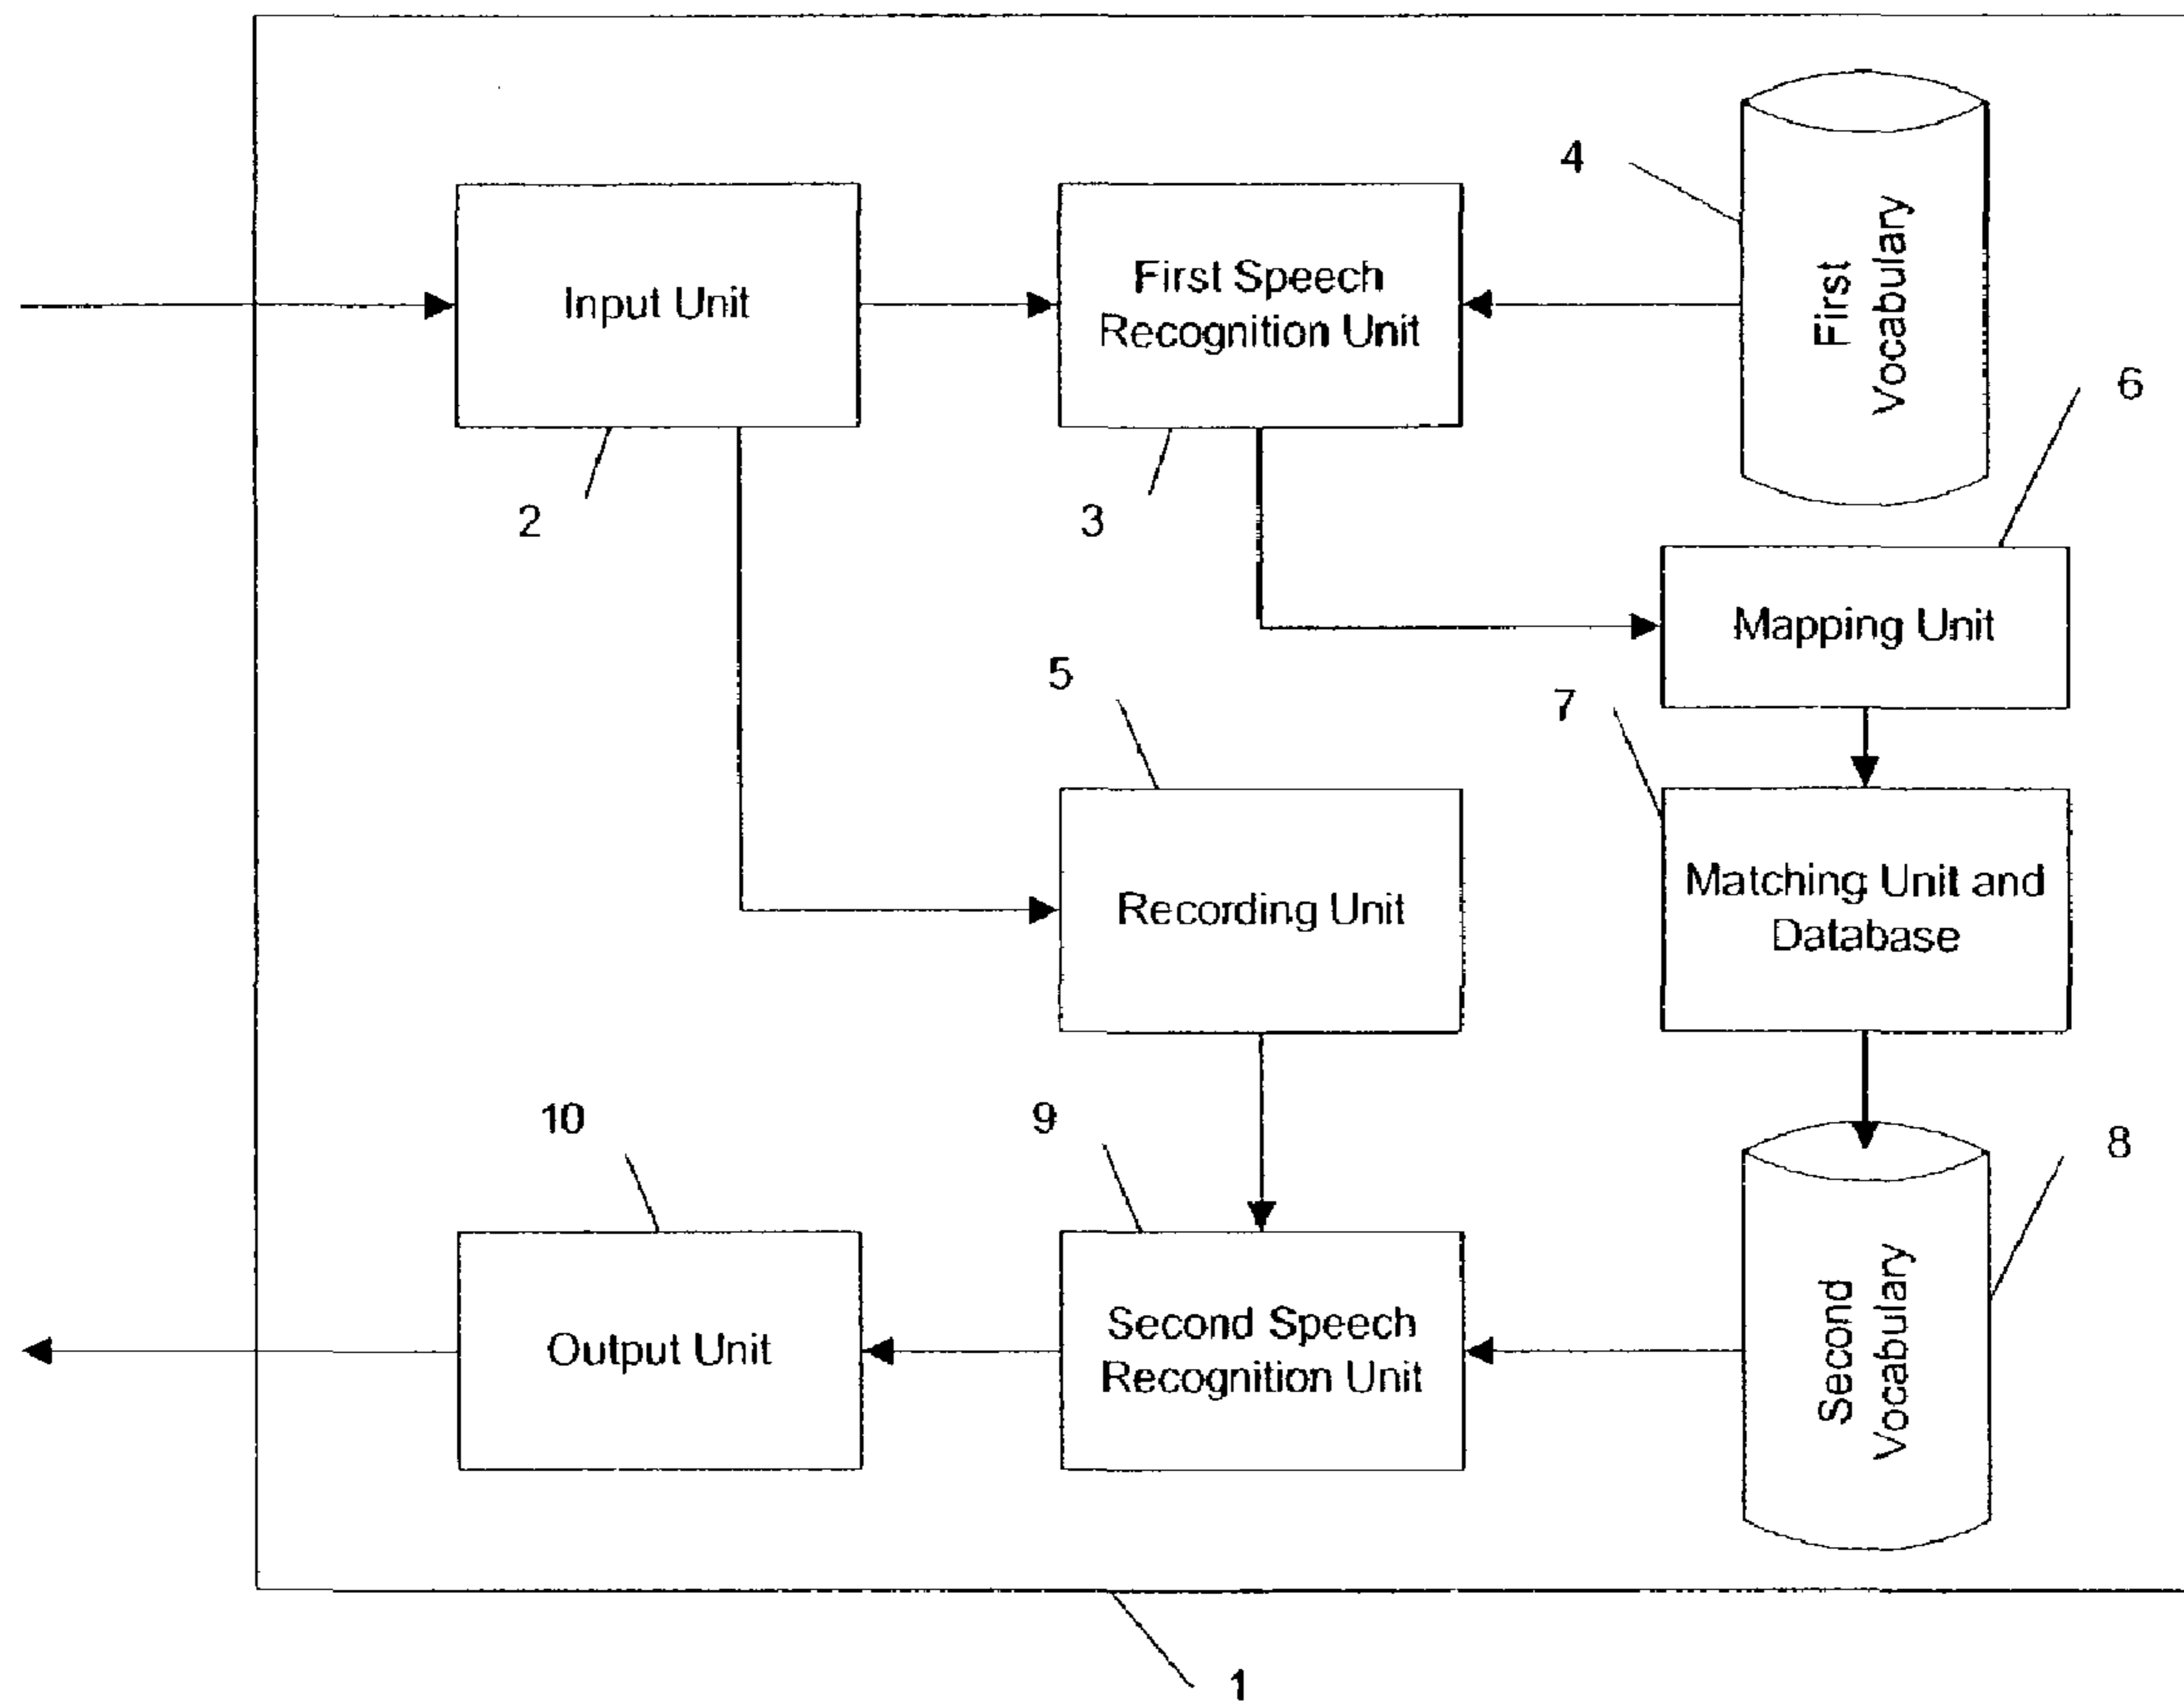 4
First
Vocabulary
Input Unit
First Speech
Recognition Unit
6
2
3
Mapping Unit
5
7
Recording Unit
Matching Unit and
Database
10
9
8
Output Unit
Second Speech
Recognition Unit
Second
Vocabulary
1